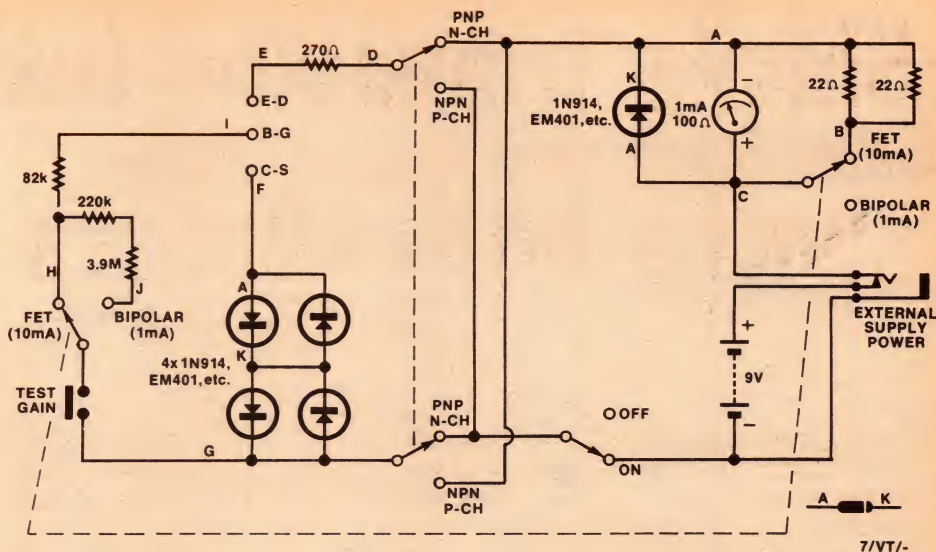 PNP
N-CH
A
E
270Ω
D
K
1N914,
EM401,etc.
A
−
1mA
100Ω
+
22Ω
22Ω
B
FET
(10mA)
E-D
NPN
P-CH
I
B-G
C-S
F
C
82k
220k
3.9M
BIPOLAR
(1mA)
H
J
FET
(10mA)
BIPOLAR
(1mA)
A
K
4x1N914,
EM401,etc.
EXTERNAL
SUPPLY
POWER
+
9V
−
TEST
GAIN
PNP
N-CH
OFF
G
ON
NPN
P-CH
A
K
7/VT/-